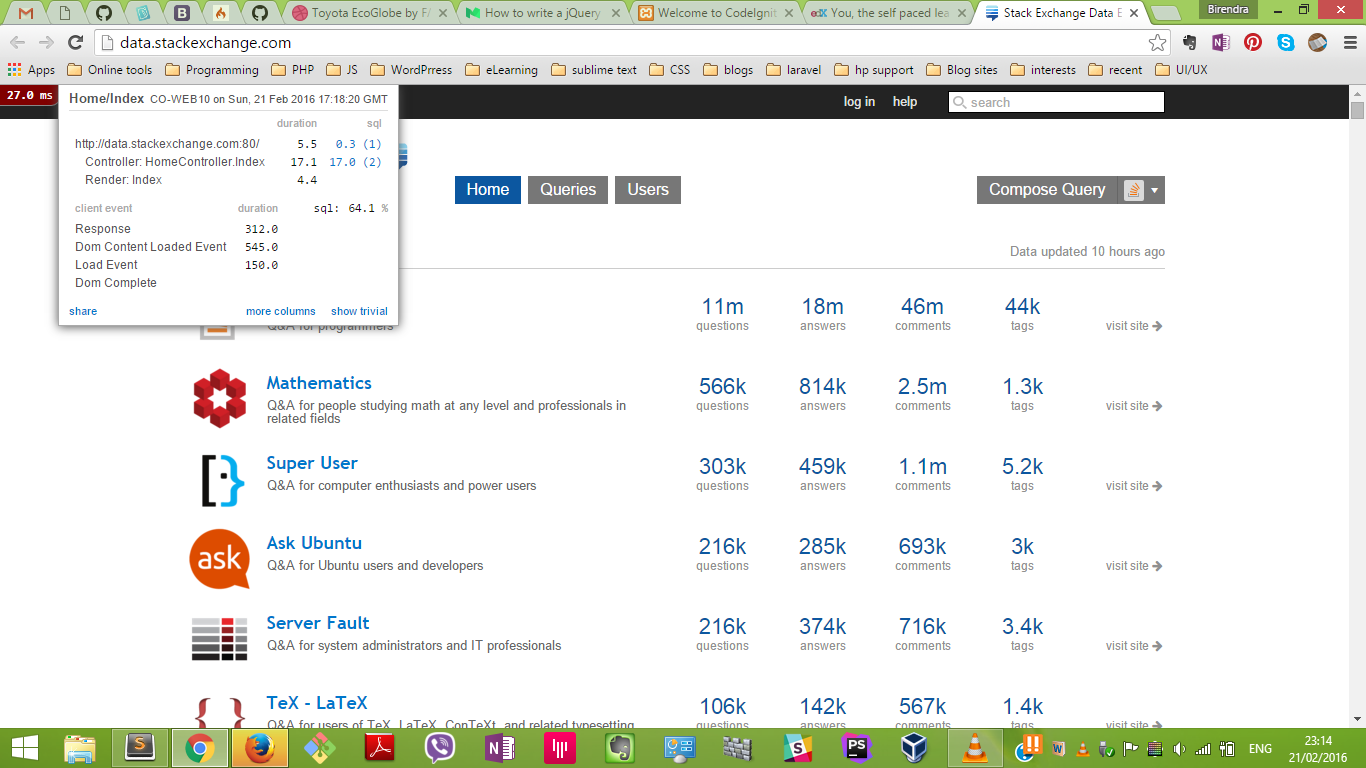 Toyota EcoGlobe by F/ How to write a jQuery Welcome to CodeIgnit edX You, the self paced lea Stack Exchange Data E Birendra
data.stackexchange.com
Apps Online tools Programming PHP JS WordPrress eLearning sublime text CSS blogs laravel hp support Blog sites interests recent UI/UX
27.0 ms Home/Index CO-WEB10 on Sun, 21 Feb 2016 17:18:20 GMT log in help search
duration sql
http://data.stackexchange.com:80/ 5.5 0.3 (1)
Controller: HomeController.Index 17.1 17.0 (2)
Render: Index 4.4
Home Queries Users Compose Query
client event duration sql: 64.1 %
Response 312.0
Dom Content Loaded Event 545.0
Load Event 150.0
Dom Complete
Data updated 10 hours ago
share more columns show trivial
11m 18m 46m 44k
Q&A for programmers questions answers comments tags visit site
Mathematics 566k 814k 2.5m 1.3k
Q&A for people studying math at any level and professionals in questions answers comments tags visit site
related fields
Super User 303k 459k 1.1m 5.2k
Q&A for computer enthusiasts and power users questions answers comments tags visit site
ask Ask Ubuntu 216k 285k 693k 3k
Q&A for Ubuntu users and developers questions answers comments tags visit site
Server Fault 216k 374k 716k 3.4k
Q&A for system administrators and IT professionals questions answers comments tags visit site
TeX - LaTeX 106k 142k 567k 1.4k
Q&A for users of TeX, LaTeX, ConTeXt, and related typesetting questions answers comments tags visit site
ENG 23:14
21/02/2016